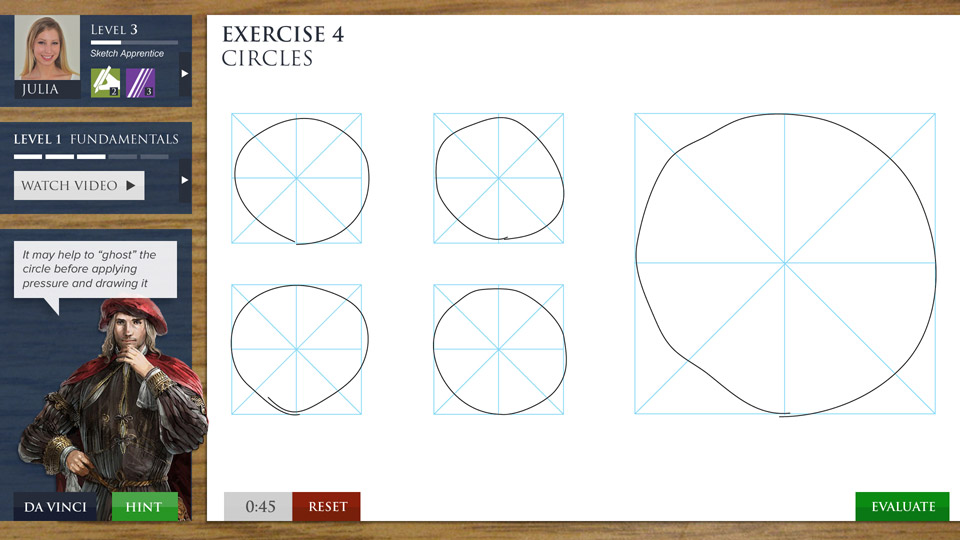 LEVEL 3
Sketch Apprentice
2
3
JULIA
LEVEL 1 FUNDAMENTALS
WATCH VIDEO
It may help to “ghost” the
circle before applying
pressure and drawing it
DA VINCI
HINT
EXERCISE 4
CIRCLES
0:45
RESET
EVALUATE